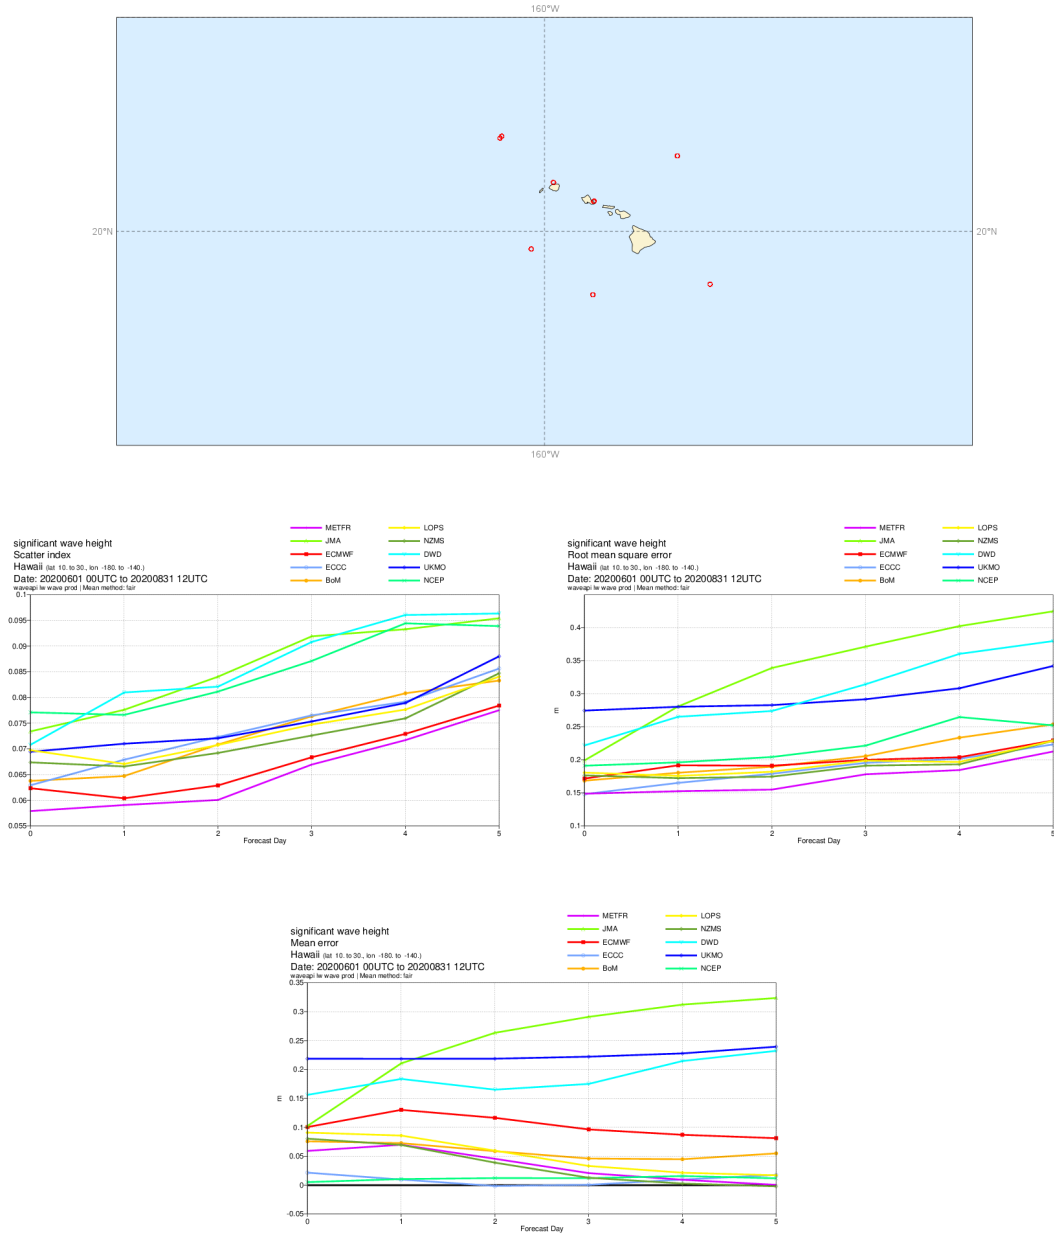 160°W
20°N
20°N
160°W
METFR
LOPS
JMA
NZMS
ECMWF
DWD
ECCC
UKMO
BoM
NCEP
significant wave height
Scatter index
Hawaii (lat 10. to 30., lon -180. to -140.)
Date: 20200601 00UTC to 20200831 12UTC
waveapi lw wave prod | Mean method: fair
0.1
0.095
0.09
0.085
0.08
0.075
0.07
0.065
0.06
0.055
0 1 2 3 4 5
Forecast Day
METFR
LOPS
JMA
NZMS
ECMWF
DWD
ECCC
UKMO
BoM
NCEP
significant wave height
Root mean square error
Hawaii (lat 10. to 30., lon -180. to -140.)
Date: 20200601 00UTC to 20200831 12UTC
waveapi lw wave prod | Mean method: fair
m
0.4
0.35
0.3
0.25
0.2
0.15
0.1
0 1 2 3 4 5
Forecast Day
METFR
LOPS
JMA
NZMS
ECMWF
DWD
ECCC
UKMO
BoM
NCEP
significant wave height
Mean error
Hawaii (lat 10. to 30., lon -180. to -140.)
Date: 20200601 00UTC to 20200831 12UTC
waveapi lw wave prod | Mean method: fair
m
0.35
0.3
0.25
0.2
0.15
0.1
0.05
0
-0.05
0 1 2 3 4 5
Forecast Day